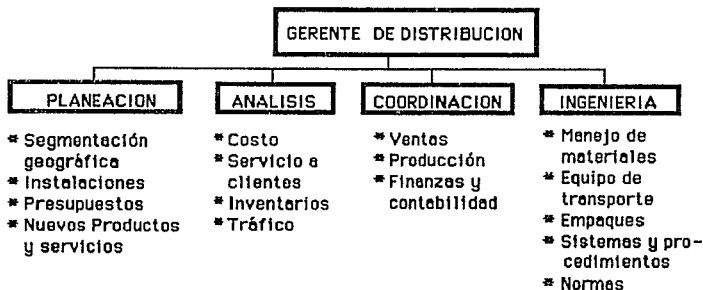 GERENTE DE DISTRIBUCION
PLANEACION
* Segmentación
geográfica
* Instalaciones
* Presupuestos
* Nuevos Productos
y servicios
ANALISIS
* Costo
* Servicio a
clientes
* Inventarios
* Tráfico
COORDINACION
* Ventas
* Producción
* Finanzas y
contabilidad
INGENIERIA
* Manejo de
materiales
* Equipo de
transporte
* Empaques
* Sistemas y pro-
cedimientos
* Normas